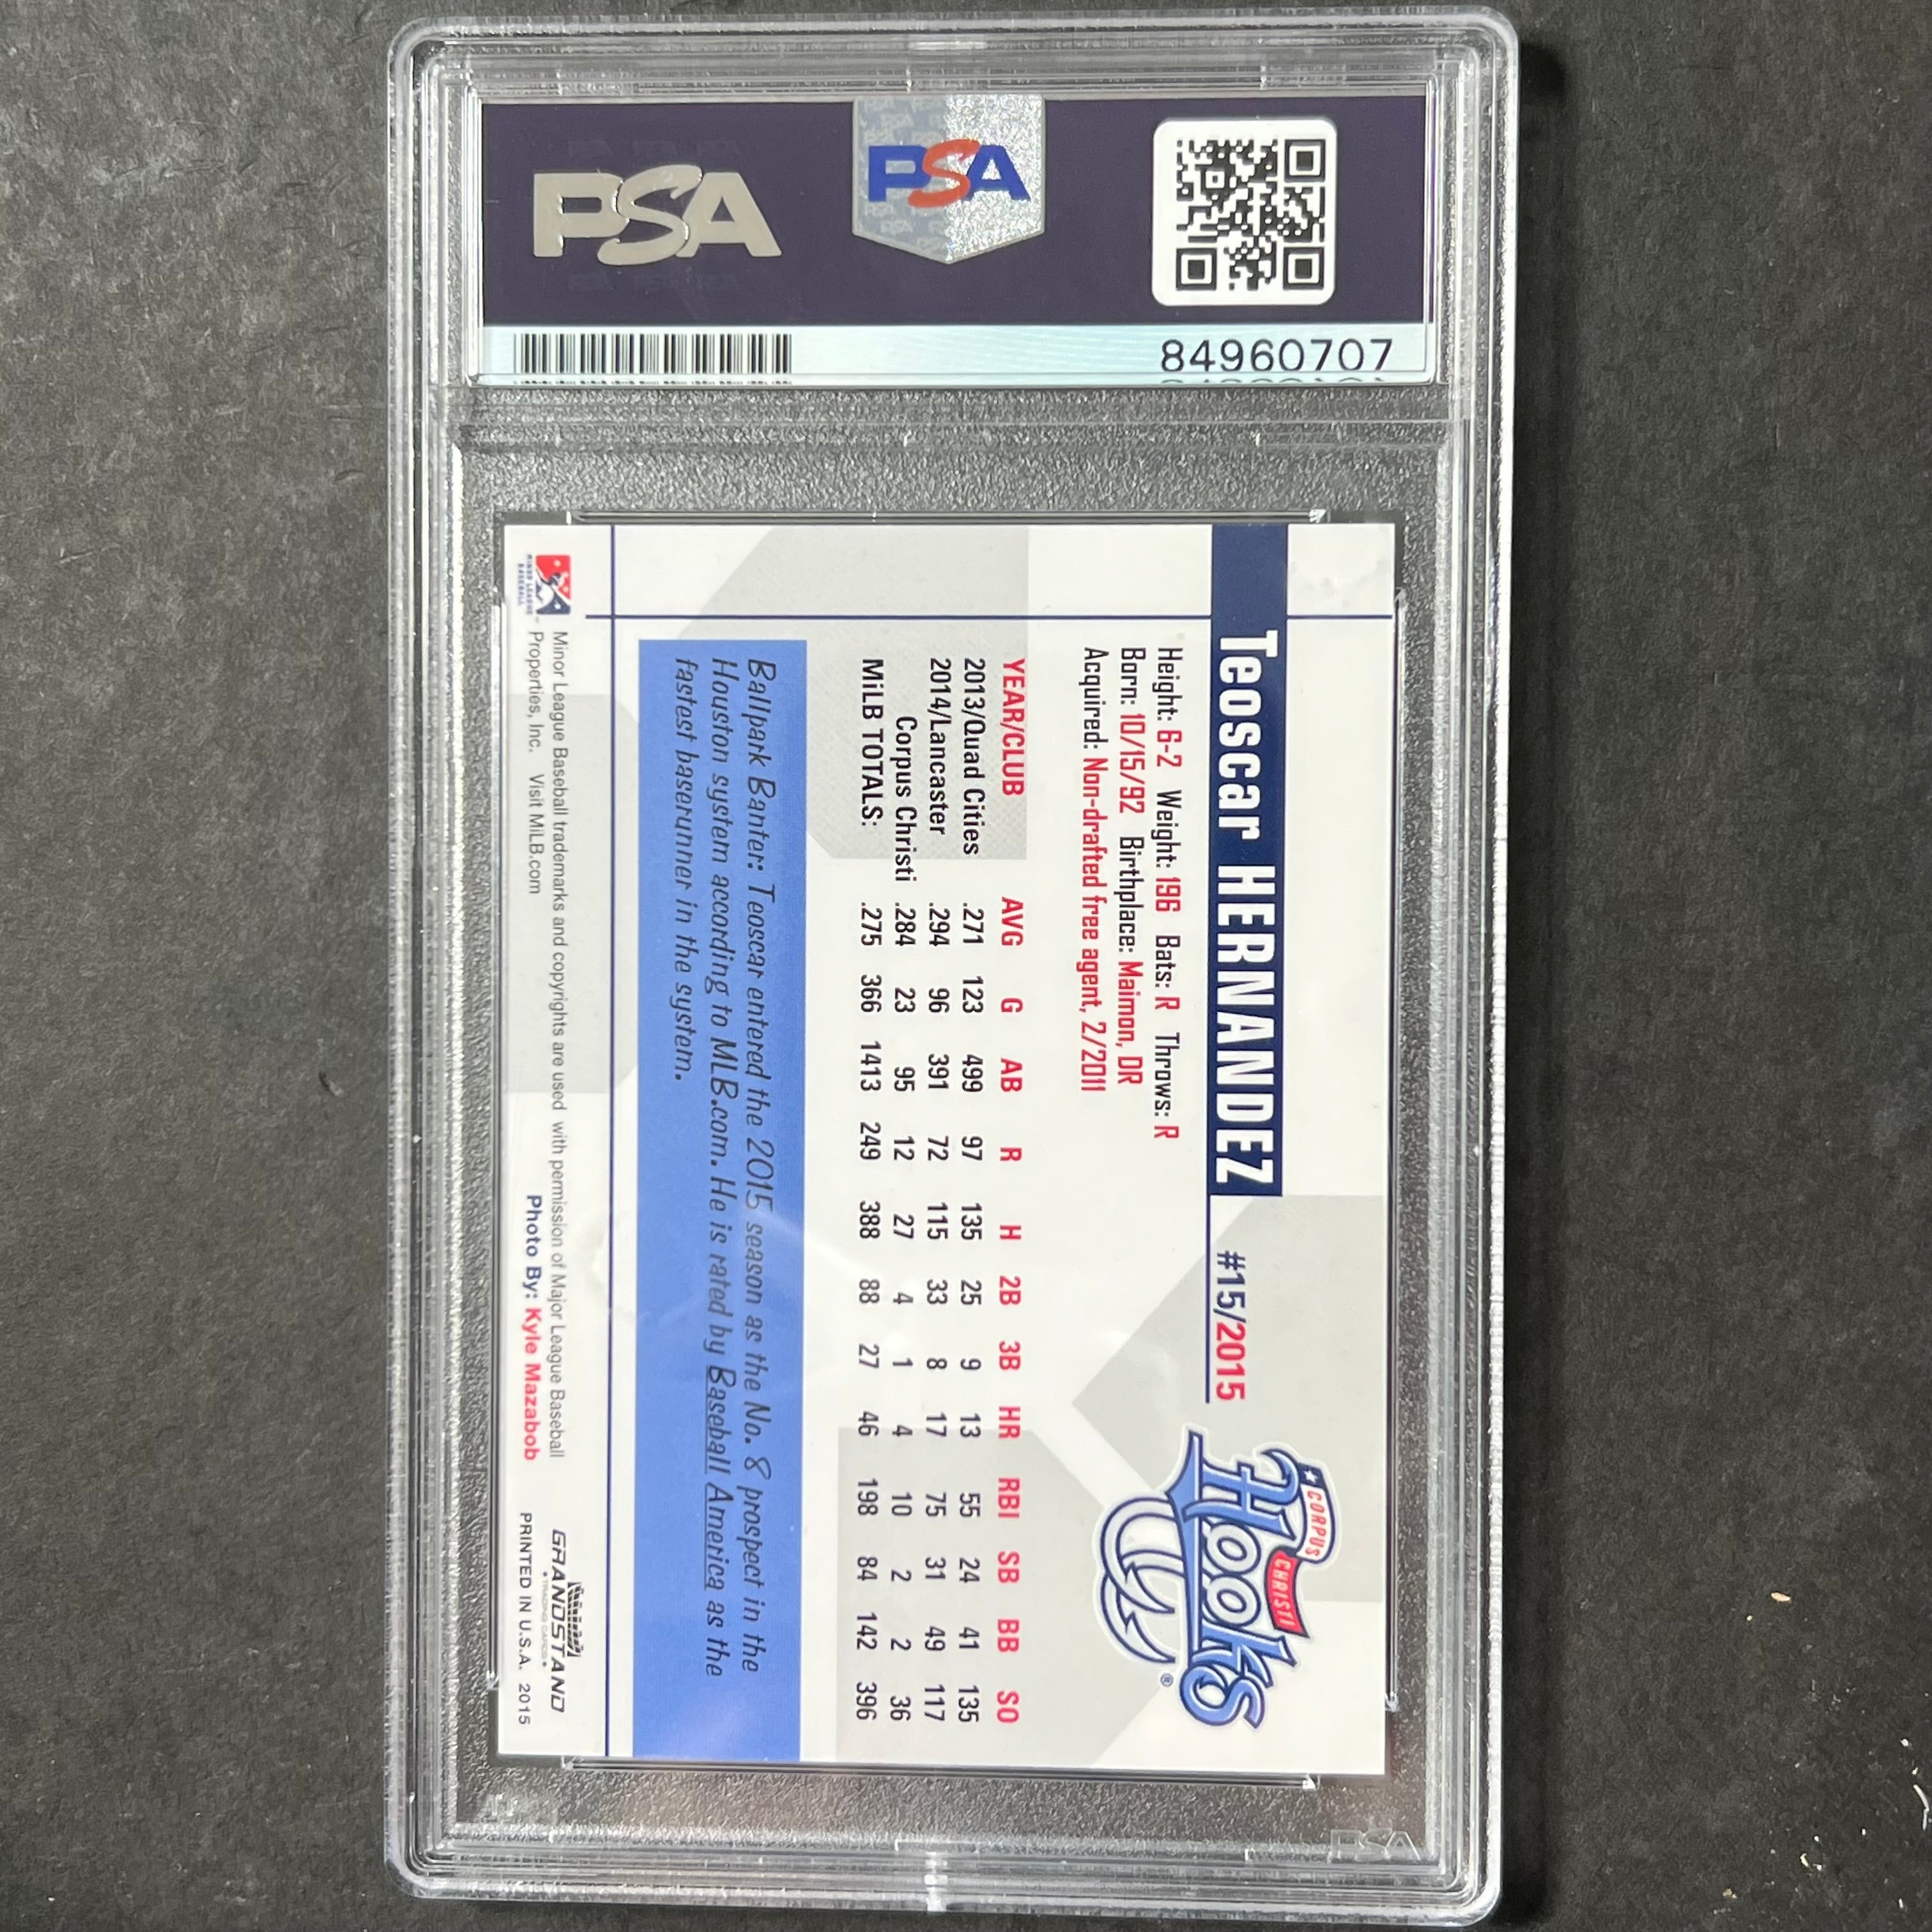 PSA
PSA
84960707
Teoscar HERNANDEZ #15/2015
CORPUS CHRISTI
Hooks®
Height: 6-2 Weight: 196 Bats: R Throws: R
Born: 10/15/92 Birthplace: Maimon, DR
Acquired: Non-drafted free agent, 2/2011
YEAR/CLUB AVG G AB R H 2B 3B HR RBI SB BB SO
2013/Quad Cities .271 123 499 97 135 25 9 13 55 24 41 135
2014/Lancaster .294 96 391 72 115 33 8 17 75 31 49 117
Corpus Christi .284 23 95 12 27 4 1 4 10 2 2 36
MiLB TOTALS: .275 366 1413 249 388 88 27 46 198 84 142 396
Ballpark Banter: Teoscar entered the 2015 season as the No. 8 prospect in the
Houston system according to MLB.com. He is rated by Baseball America as the
fastest baserunner in the system.
MINOR LEAGUE
BASEBALL
Minor League Baseball trademarks and copyrights are used with permission of Major League Baseball
Properties, Inc. Visit MiLB.com
Photo By: Kyle Mazabob
GRANDSTAND
•TRADING CARDS•
PRINTED IN U.S.A. 2015
PSA